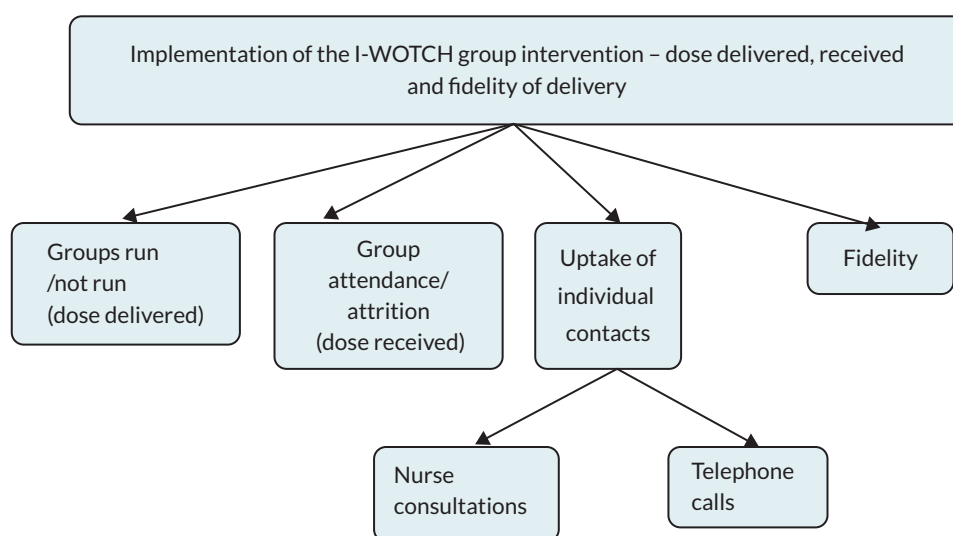 Implementation of the I-WOTCH group intervention – dose delivered, received
and fidelity of delivery
Groups run
/not run
(dose delivered)
Group
attendance/
attrition
(dose received)
Uptake of
individual
contacts
Fidelity
Nurse
consultations
Telephone
calls